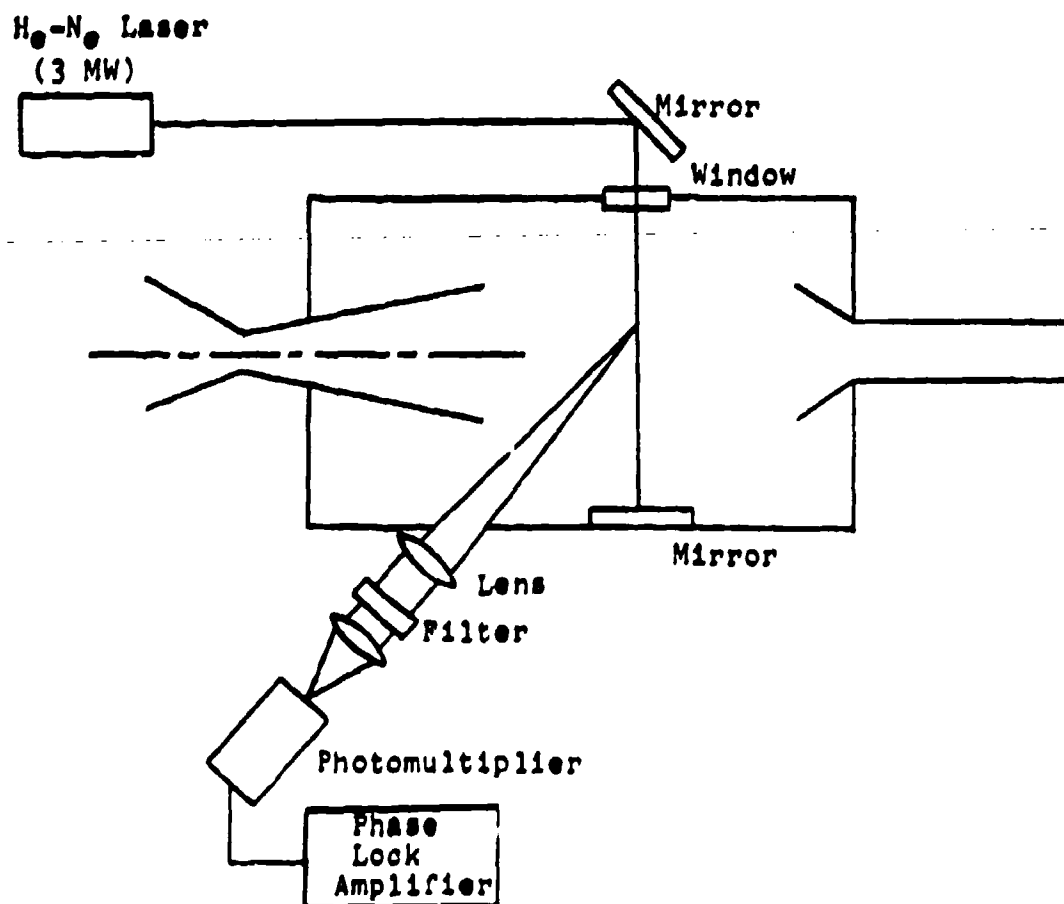 He-Ne Laser
(3 MW)
Mirror
Window
Mirror
Lens
Filter
Photomultiplier
Phase
Lock
Amplifier